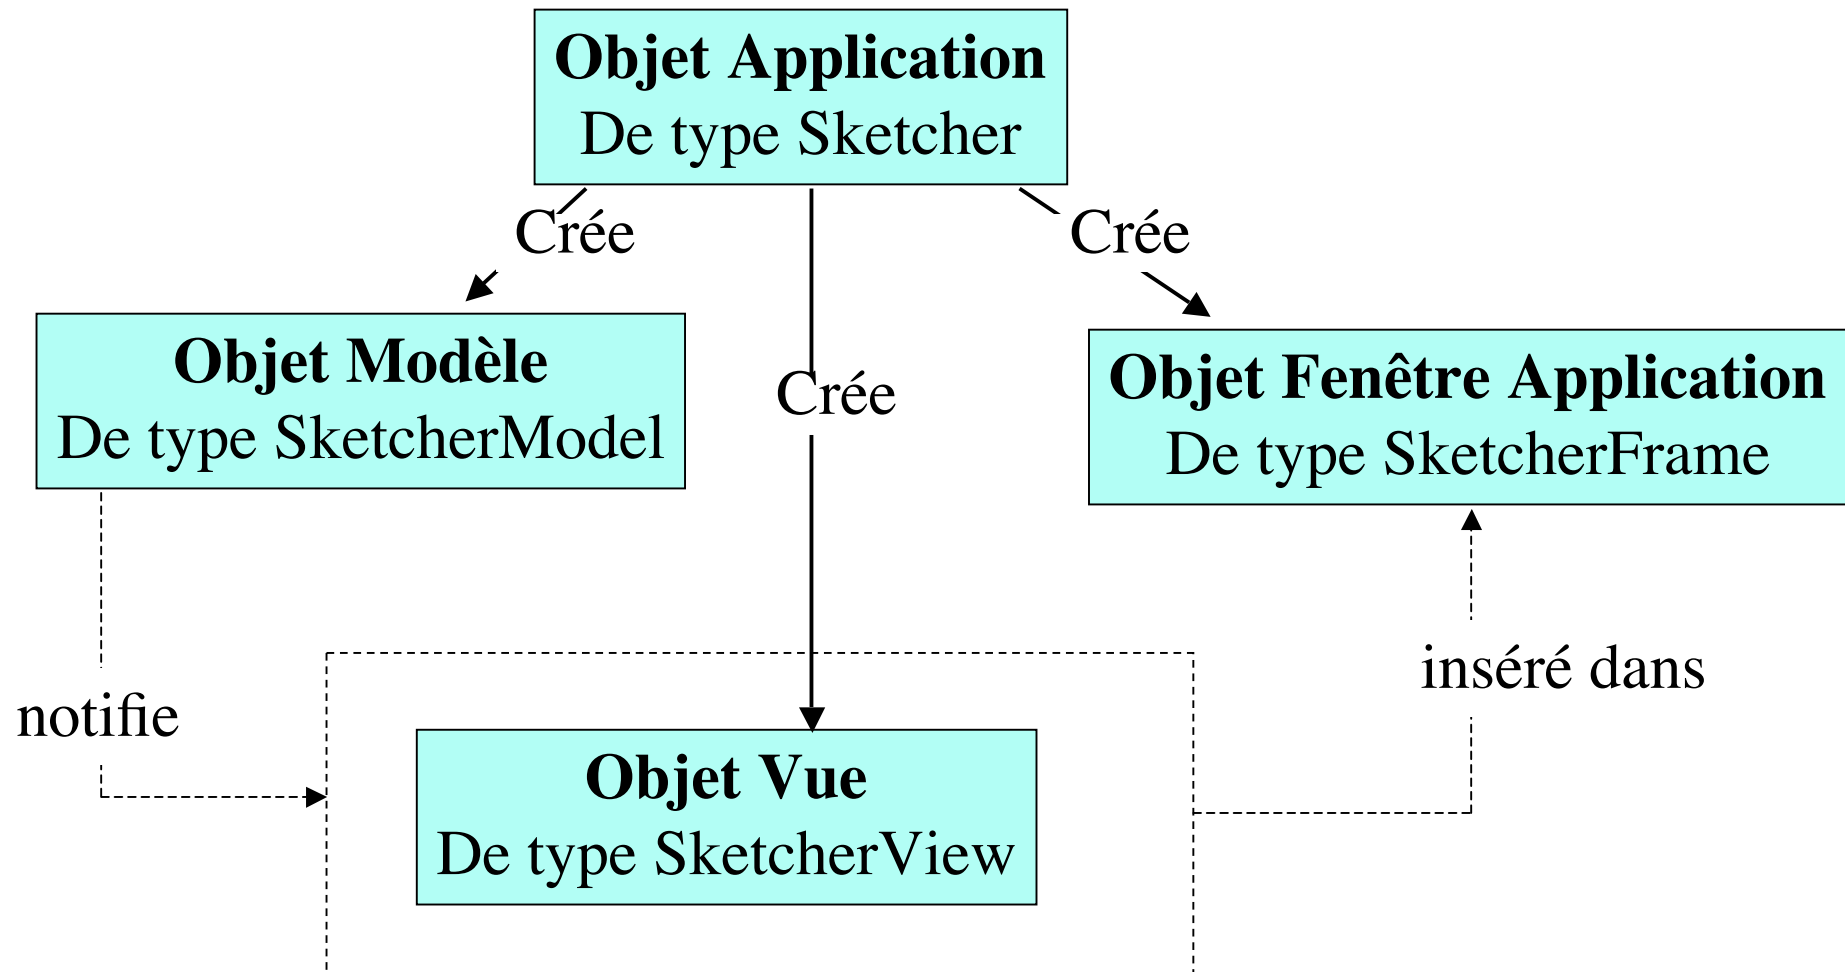 Objet Application
De type Sketcher
Crée
Crée
Objet Modèle
De type SketcherModel
Crée
Objet Fenêtre Application
De type SketcherFrame
notifie
inséré dans
Objet Vue
De type SketcherView